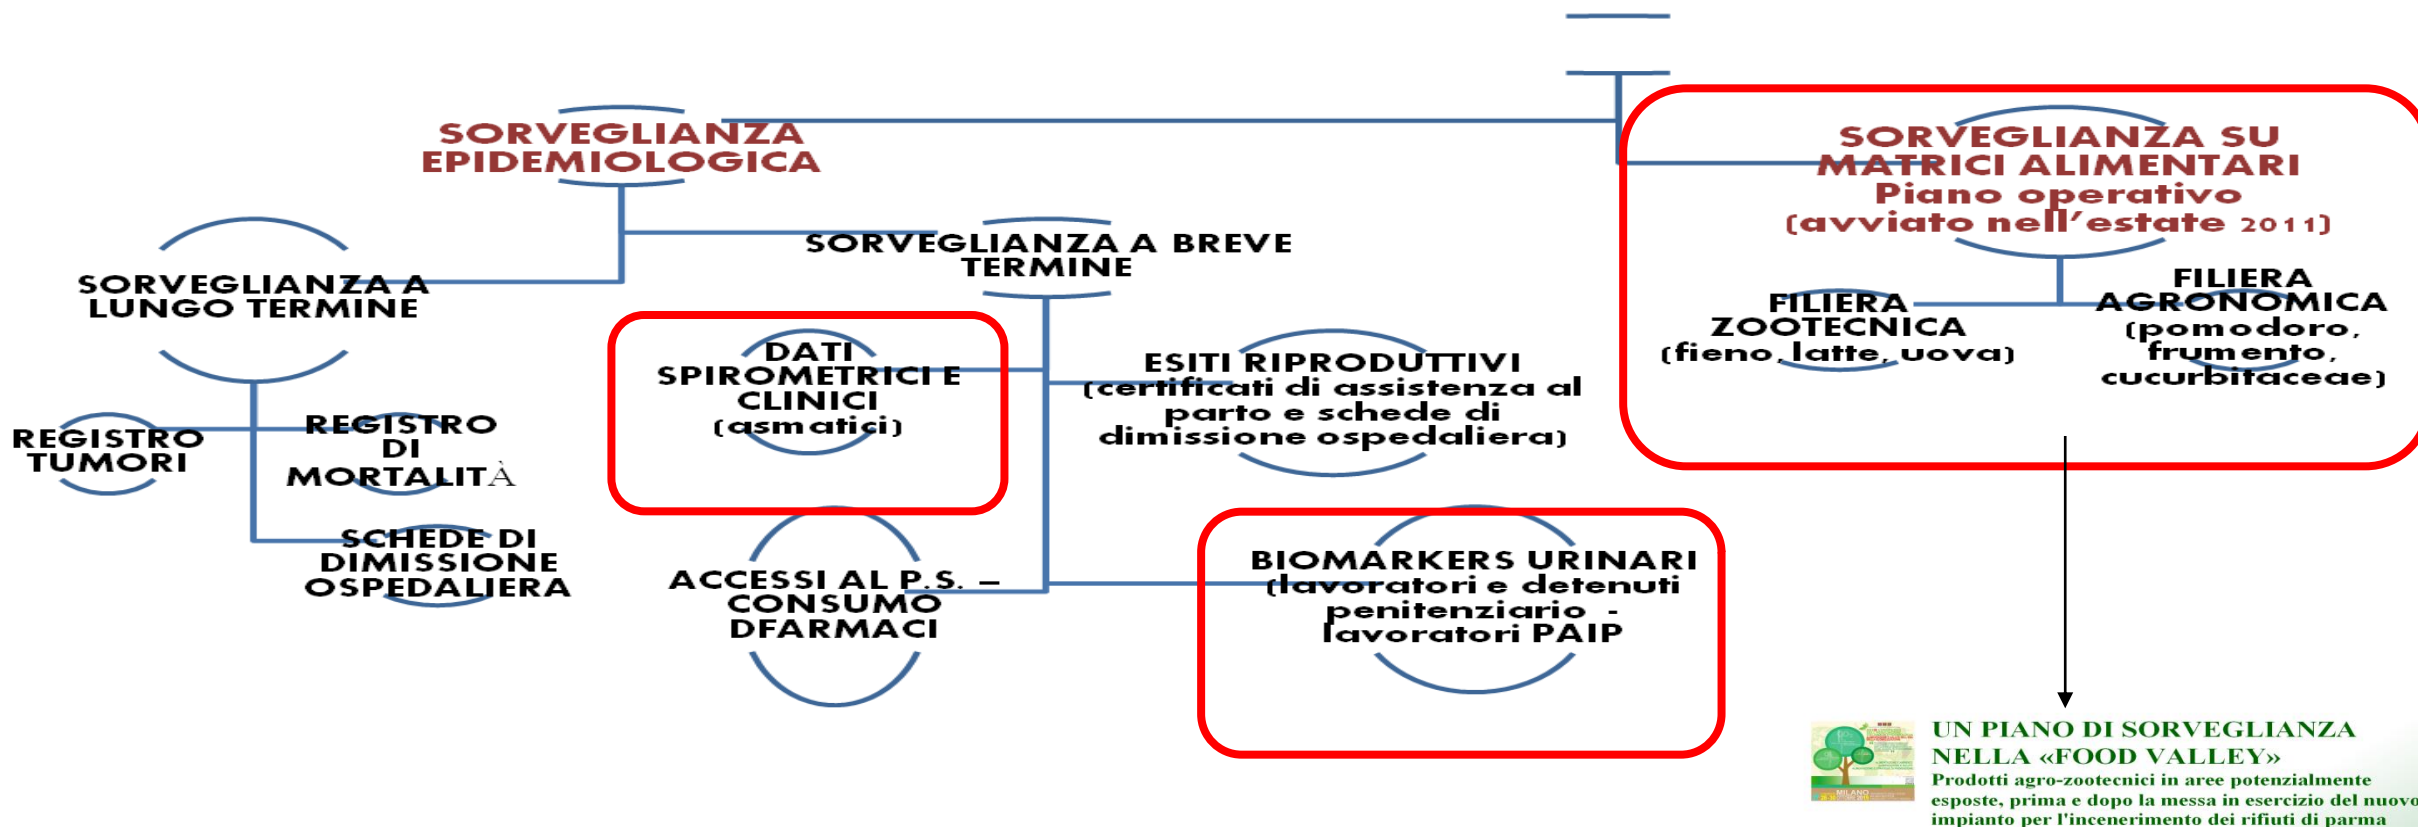 SORVEGLIANZA
EPIDEMIOLOGICA
SORVEGLIANZA SU
MATRICI ALIMENTARI
Piano operativo
(avviato nell'estate 2011)
SORVEGLIANZA A
LUNGO TERMINE
SORVEGLIANZA A BREVE
TERMINE
FILIERA
ZOOTECNICA
(fieno, latte, uova)
FILIERA
AGRONOMICA
(pomodoro,
frumento,
cucurbitaceae)
DATI
SPIROMETRICI E
CLINICI
(asmatici)
ESITI RIPRODUTTIVI
(certificati di assistenza al
parto e schede di
dimissione ospedaliera)
REGISTRO
TUMORI
REGISTRO
DI
MORTALITÀ
SCHEDE DI
DIMISSIONE
OSPEDALIERA
ACCESSI AL P.S. –
CONSUMO
DFARMACI
BIOMARKERS URINARI
(lavoratori e detenuti
penitenziario -
lavoratori PAIP
UN PIANO DI SORVEGLIANZA
NELLA «FOOD VALLEY»
Prodotti agro-zootecnici in aree potenzialmente
esposte, prima e dopo la messa in esercizio del nuovo
impianto per l'incenerimento dei rifiuti di parma
MILANO